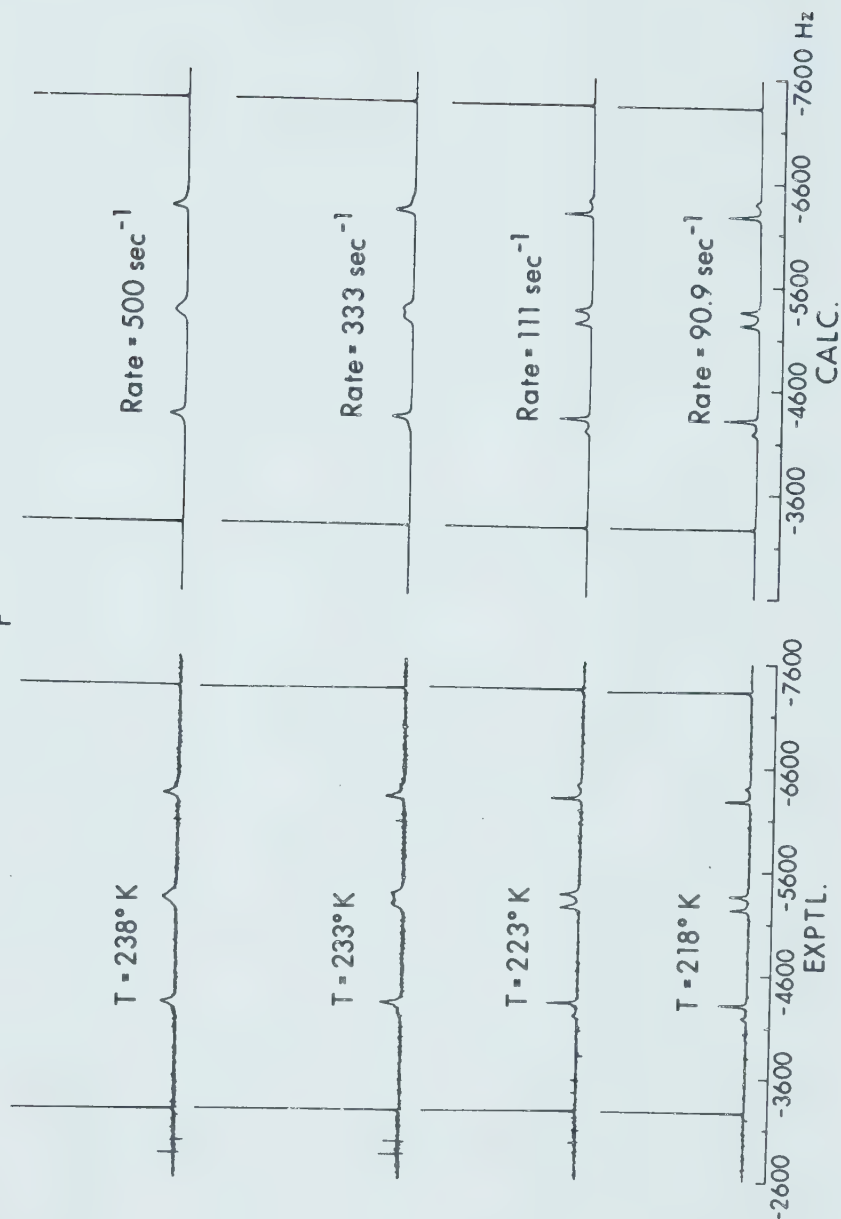 T = 238° K
Rate = 500 sec⁻¹
T = 233° K
Rate = 333 sec⁻¹
T = 223° K
Rate = 111 sec⁻¹
T = 218° K
Rate = 90.9 sec⁻¹
-2600 -3600 -4600 -5600 -6600 -7600
EXPTL.
-3600 -4600 -5600 -6600 -7600 Hz
CALC.